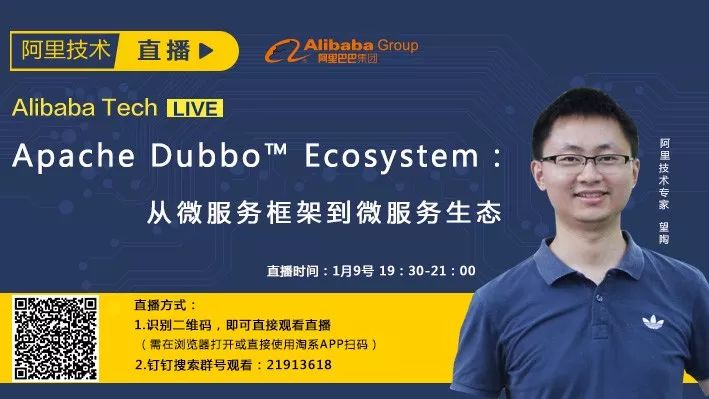 阿里技术 直播
Alibaba Group
阿里巴巴集团
Alibaba Tech LIVE
Apache Dubbo™ Ecosystem：
从微服务框架到微服务生态
阿里技术专家 望陶
直播时间：1月9号 19：30-21：00
直播方式：
1.识别二维码，即可直接观看直播
（需在浏览器打开或直接使用淘系APP扫码）
2.钉钉搜索群号观看：21913618